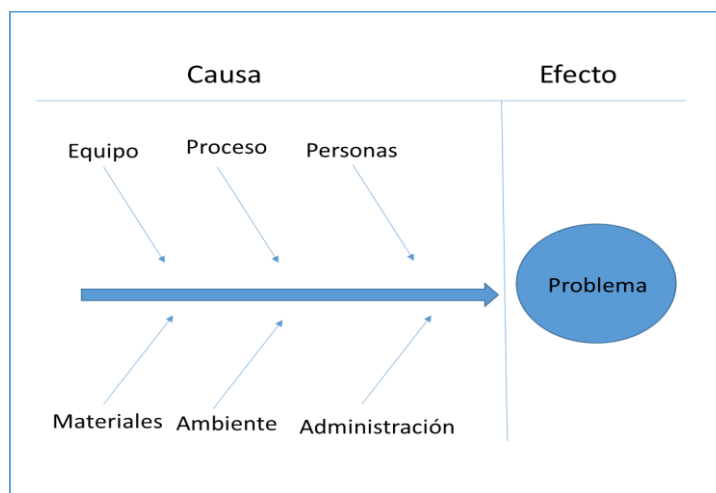 Causa
Efecto
Equipo
Proceso
Personas
Problema
Materiales
Ambiente
Administración